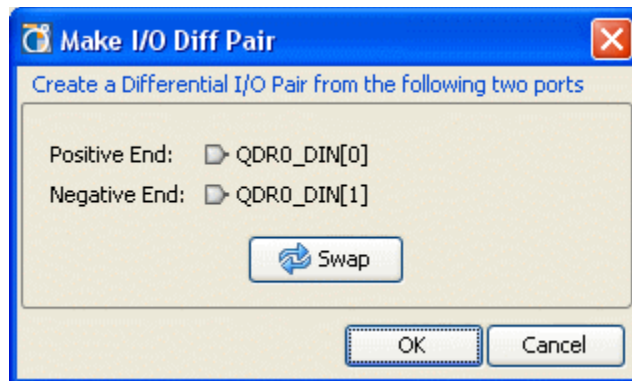 Make I/O Diff Pair
Create a Differential I/O Pair from the following two ports
Positive End: QDR0_DIN[0]
Negative End: QDR0_DIN[1]
Swap
OK Cancel